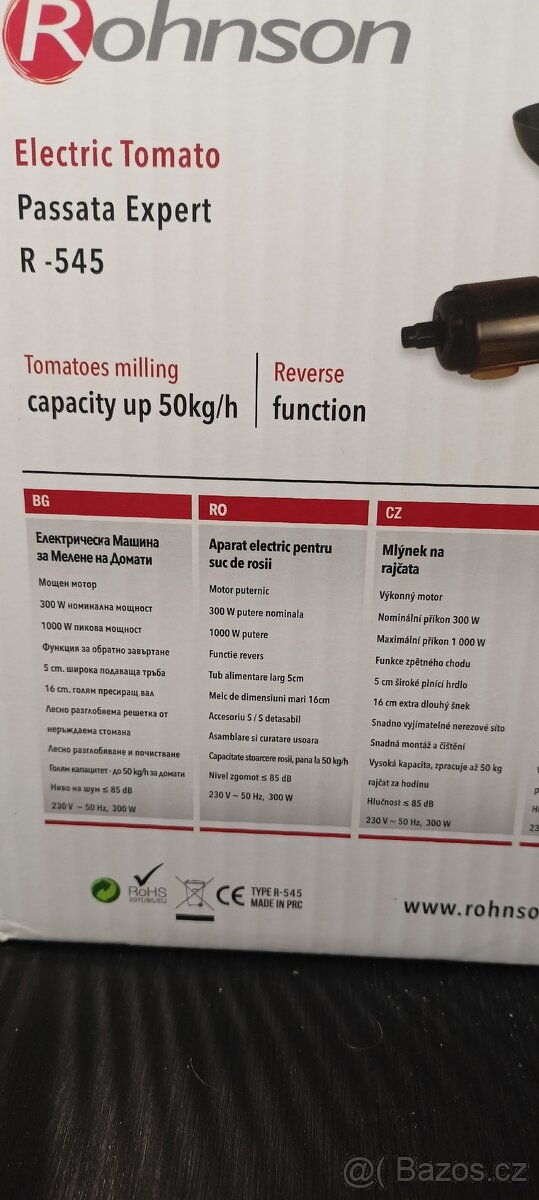 Rohnson
Electric Tomato
Passata Expert
R -545
Tomatoes milling
capacity up 50kg/h
Reverse
function
BG
Електрическа Машина
за Мелене на Домати
Мощен мотор
300 W номинална мощност
1000 W пикова мощност
Функция за обратно завъртане
5 cm. широка подаваща тръба
16 cm. голям пресиращ вал
Лесно разглобяема решетка от
неръждаема стомана
Лесно разглобяване и почистване
Голям капацитет - до 50 kg/h за домати
Ниво на шум ≤ 85 dB
230 V ~ 50 Hz, 300 W
RO
Aparat electric pentru
suc de rosii
Motor puternic
300 W putere nominala
1000 W putere
Functie revers
Tub alimentare larg 5cm
Melc de dimensiuni mari 16cm
Accesoriu S / S detasabil
Asamblare si curatare usoara
Capacitate stoarcere rosii, pana la 50 kg/h
Nivel zgomot ≤ 85 dB
230 V ~ 50 Hz, 300 W
CZ
Mlýnek na
rajčata
Výkonný motor
Nominální příkon 300 W
Maximální příkon 1 000 W
Funkce zpětného chodu
5 cm široké plnící hrdlo
16 cm extra dlouhý šnek
Snadno vyjímatelné nerezové síto
Snadná montáž a čištění
Vysoká kapacita, zpracuje až 50 kg
rajčat za hodinu
Hlučnost ≤ 85 dB
230 V ~ 50 Hz, 300 W
RoHS
2011/65/EU
CE
TYPE R-545
MADE IN PRC
www.rohnso
@ Bazos.cz